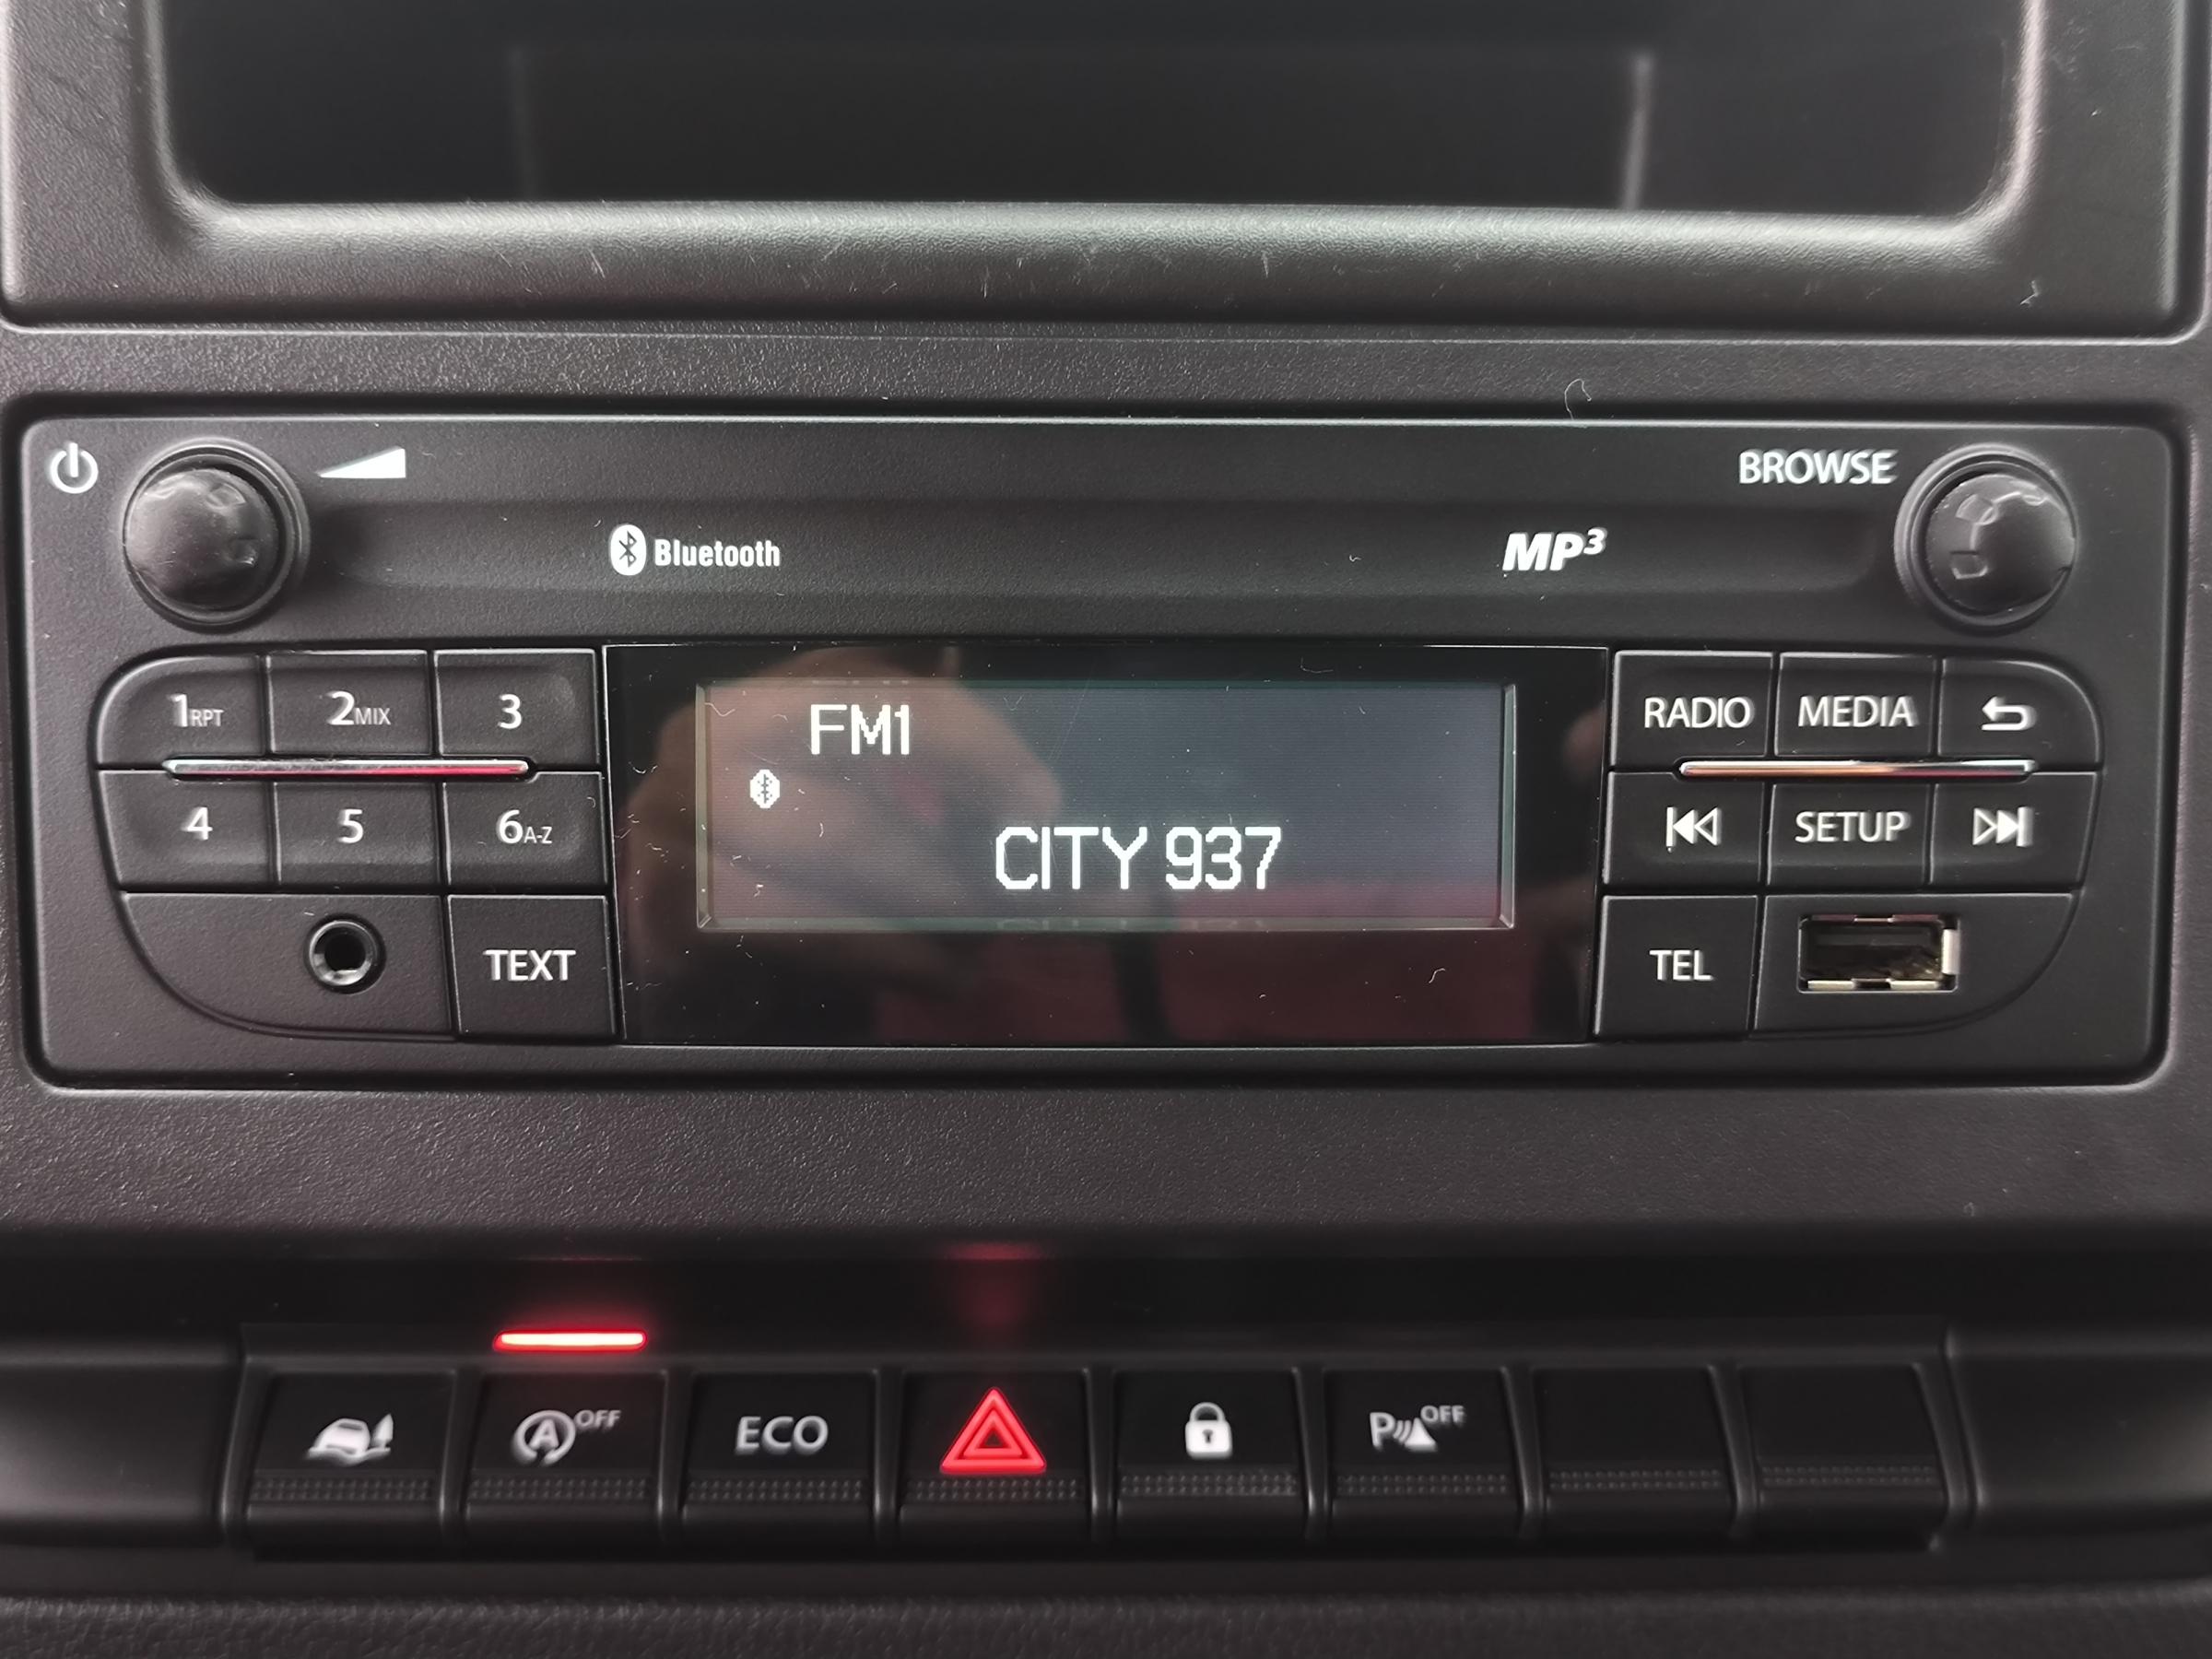 BROWSE
Bluetooth
MP³
1RPT 2MIX 3
FM1
RADIO MEDIA
4 5 6A-Z
CITY 937
SETUP
TEXT
TEL
A OFF
ECO
P OFF